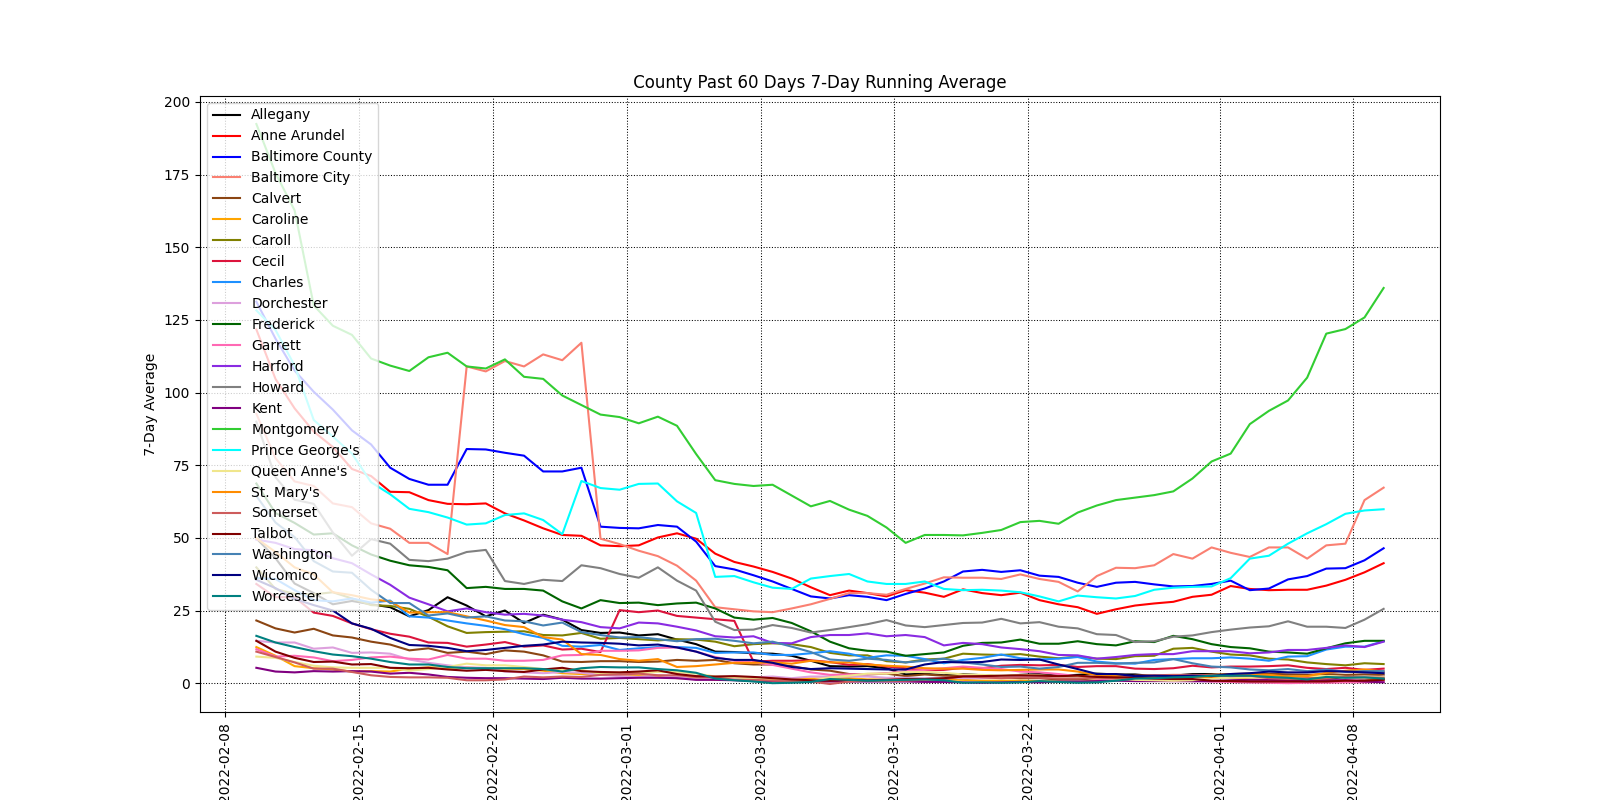 County Past 60 Days 7-Day Running Average
200
175
150
125
100
75
50
25
0
7-Day Average
Allegany
Anne Arundel
Baltimore County
Baltimore City
Calvert
Caroline
Caroll
Cecil
Charles
Dorchester
Frederick
Garrett
Harford
Howard
Kent
Montgomery
Prince George's
Queen Anne's
St. Mary's
Somerset
Talbot
Washington
Wicomico
Worcester
2022-02-08
2022-02-15
2022-02-22
2022-03-01
2022-03-08
2022-03-15
2022-03-22
2022-04-01
2022-04-08